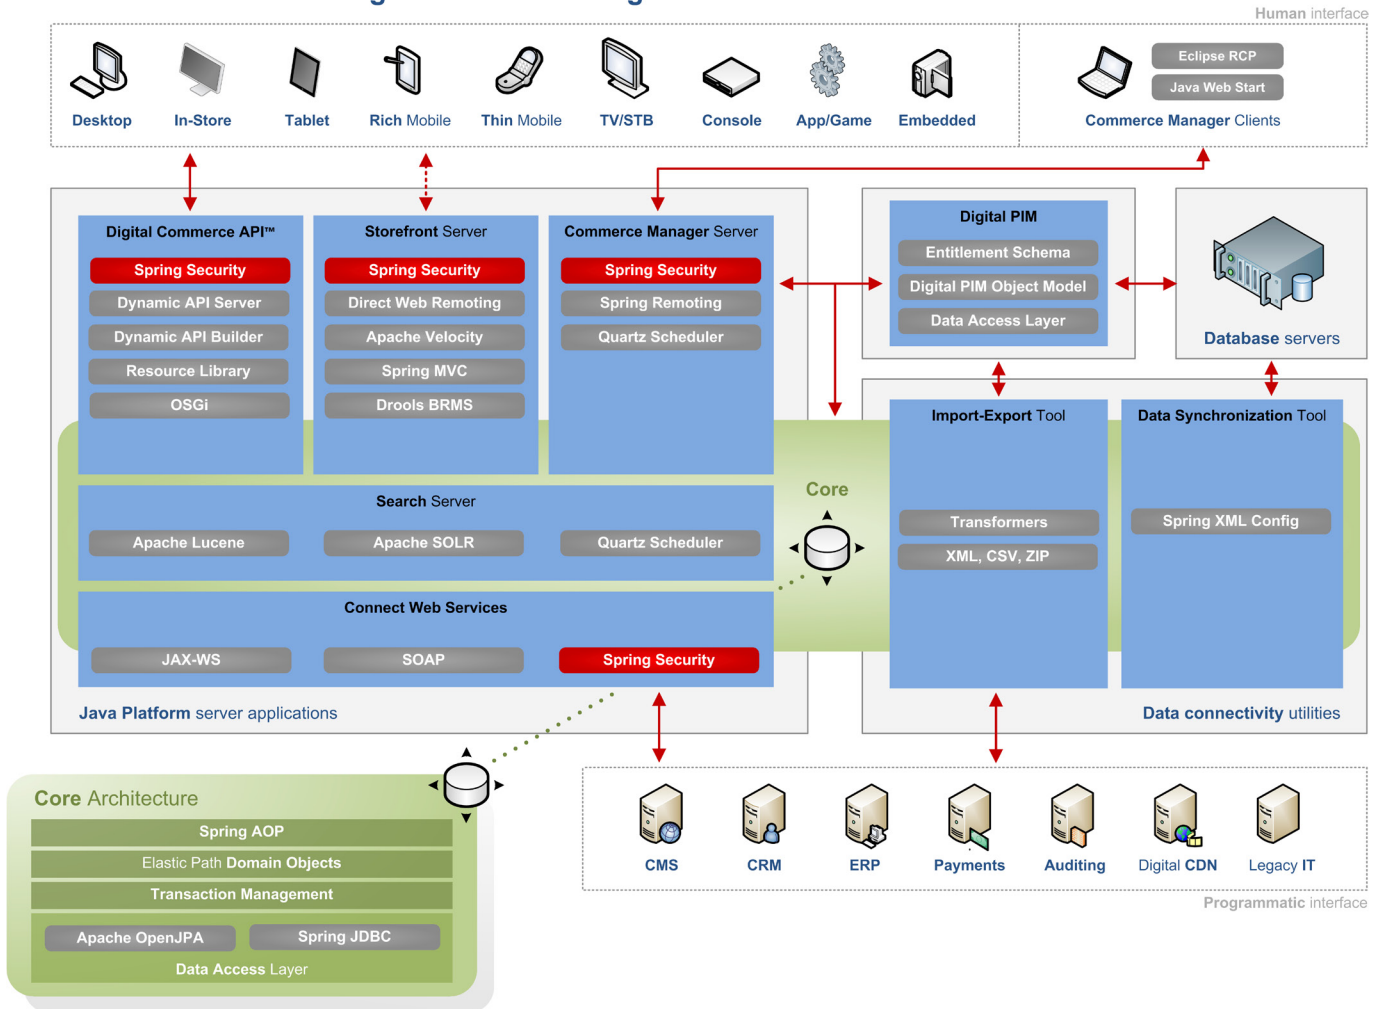 Human interface
Eclipse RCP
Java Web Start
Desktop
In-Store
Tablet
Rich Mobile
Thin Mobile
TV/STB
Console
App/Game
Embedded
Commerce Manager Clients
Digital Commerce API™
Spring Security
Dynamic API Server
Dynamic API Builder
Resource Library
OSGi
Storefront Server
Spring Security
Direct Web Remoting
Apache Velocity
Spring MVC
Drools BRMS
Commerce Manager Server
Spring Security
Spring Remoting
Quartz Scheduler
Digital PIM
Entitlement Schema
Digital PIM Object Model
Data Access Layer
Database servers
Search Server
Apache Lucene
Apache SOLR
Quartz Scheduler
Core
Import-Export Tool
Transformers
XML, CSV, ZIP
Data Synchronization Tool
Spring XML Config
Connect Web Services
JAX-WS
SOAP
Spring Security
Java Platform server applications
Data connectivity utilities
Core Architecture
Spring AOP
Elastic Path Domain Objects
Transaction Management
Apache OpenJPA
Spring JDBC
Data Access Layer
CMS
CRM
ERP
Payments
Auditing
Digital CDN
Legacy IT
Programmatic interface